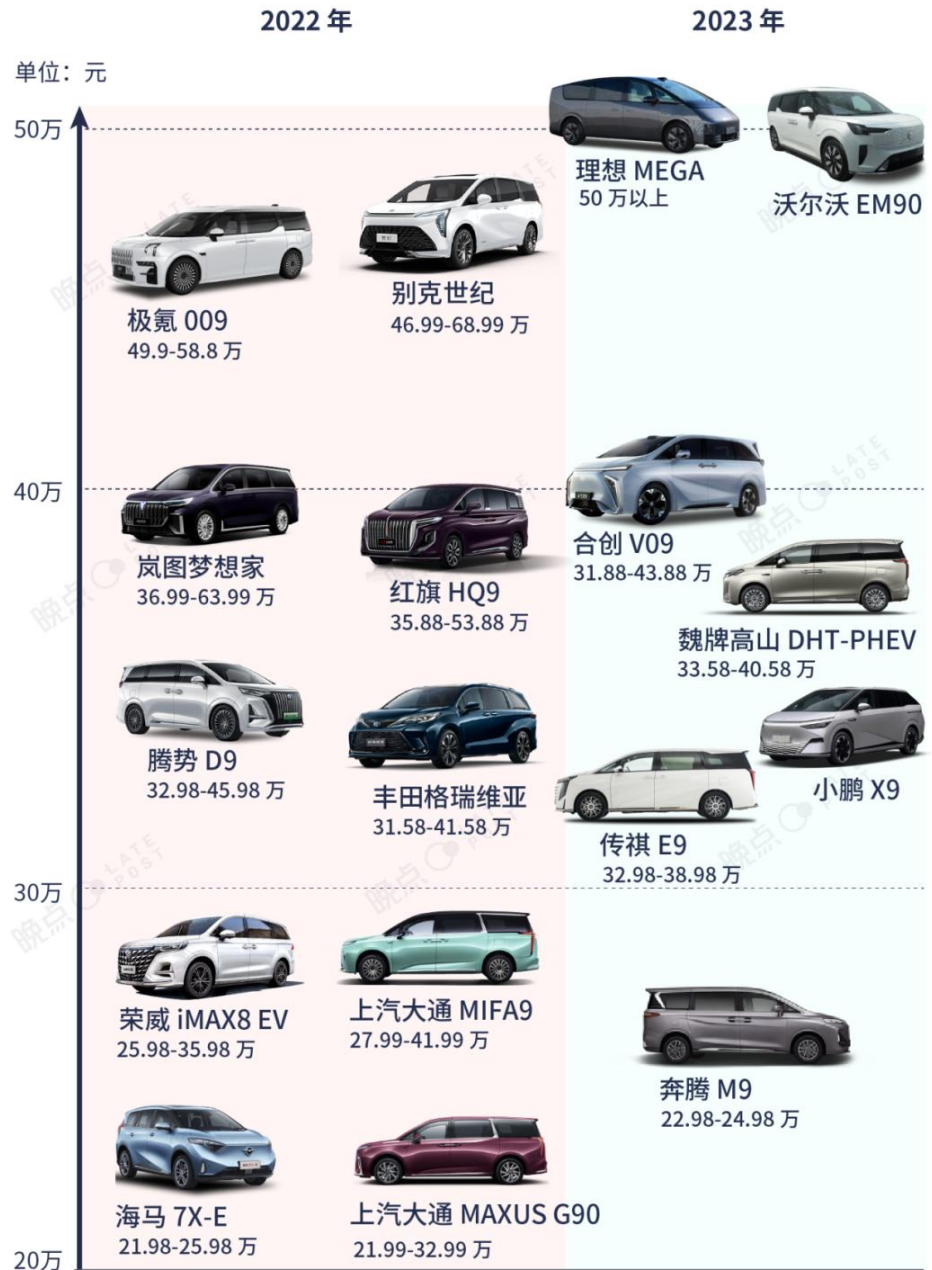 2022 年
2023 年
单位：元
50万
理想 MEGA
50 万以上
沃尔沃 EM90
别克世纪
46.99-68.99 万
极氪 009
49.9-58.8 万
40万
合创 V09
31.88-43.88 万
岚图梦想家
36.99-63.99 万
红旗 HQ9
35.88-53.88 万
魏牌高山 DHT-PHEV
33.58-40.58 万
腾势 D9
32.98-45.98 万
丰田格瑞维亚
31.58-41.58 万
小鹏 X9
传祺 E9
32.98-38.98 万
30万
荣威 iMAX8 EV
25.98-35.98 万
上汽大通 MIFA9
27.99-41.99 万
奔腾 M9
22.98-24.98 万
海马 7X-E
21.98-25.98 万
上汽大通 MAXUS G90
21.99-32.99 万
20万
晚点 LATE POST